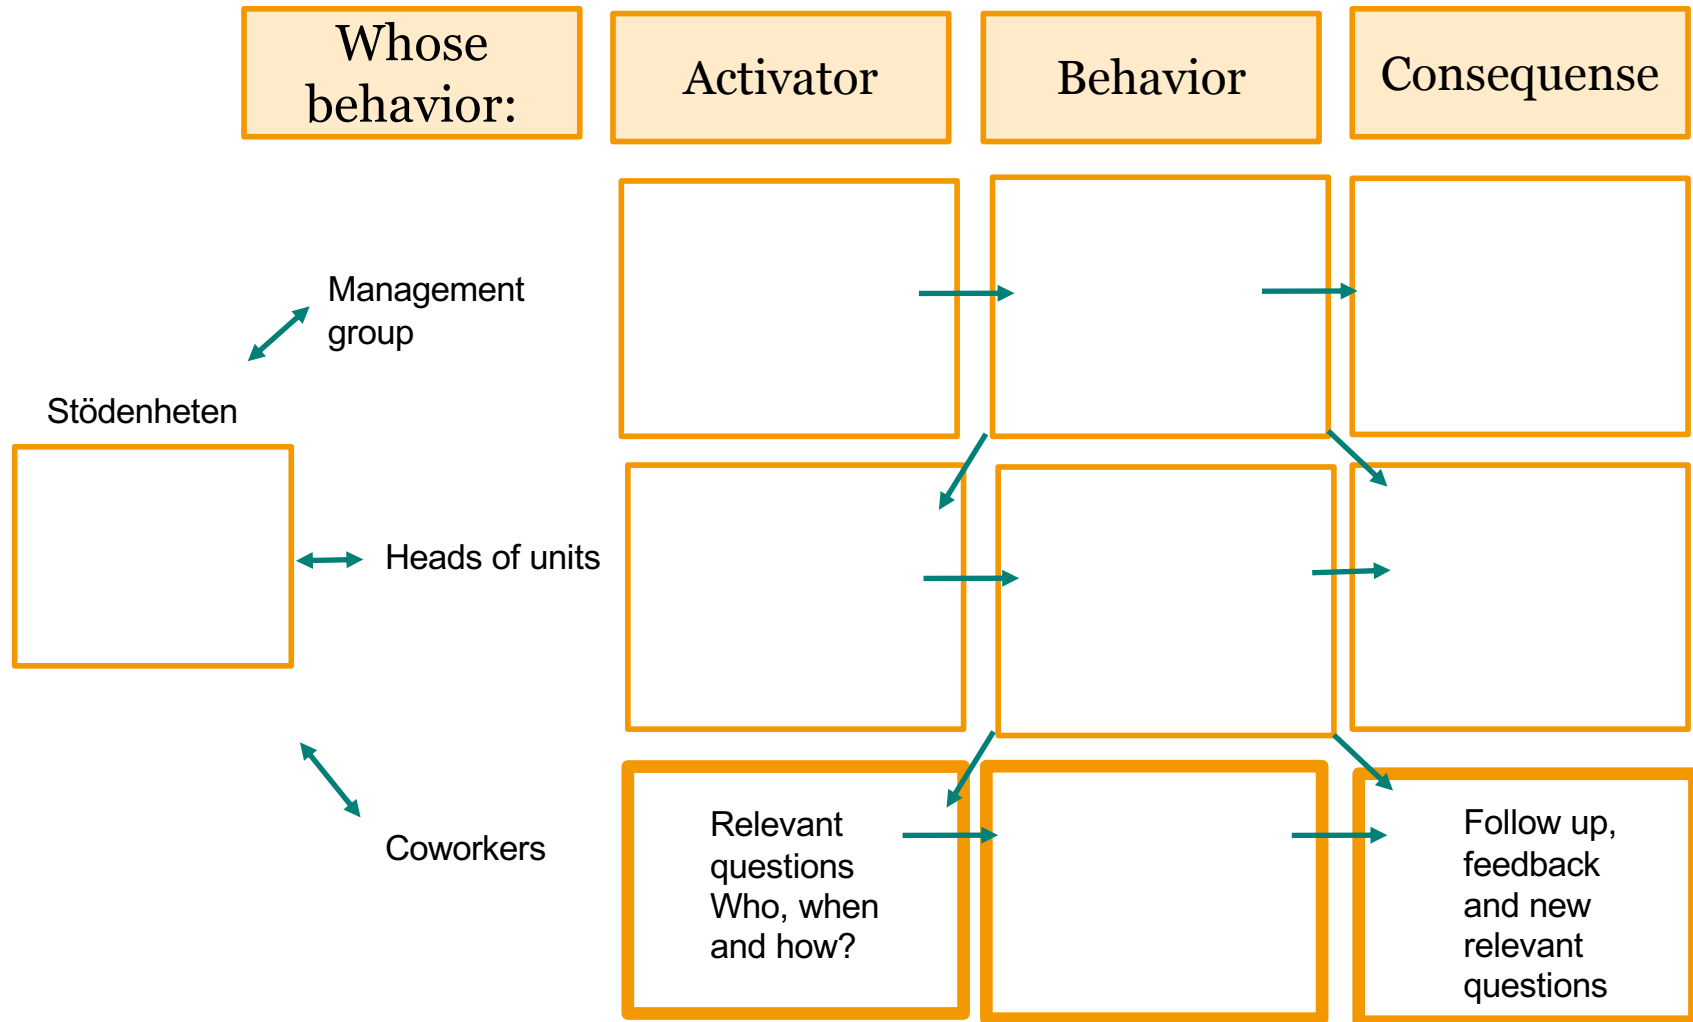 Whose
behavior:
Activator
Behavior
Consequense
Management
group
Stödenheten
Heads of units
Coworkers
Relevant
questions
Who, when
and how?
Follow up,
feedback
and new
relevant
questions